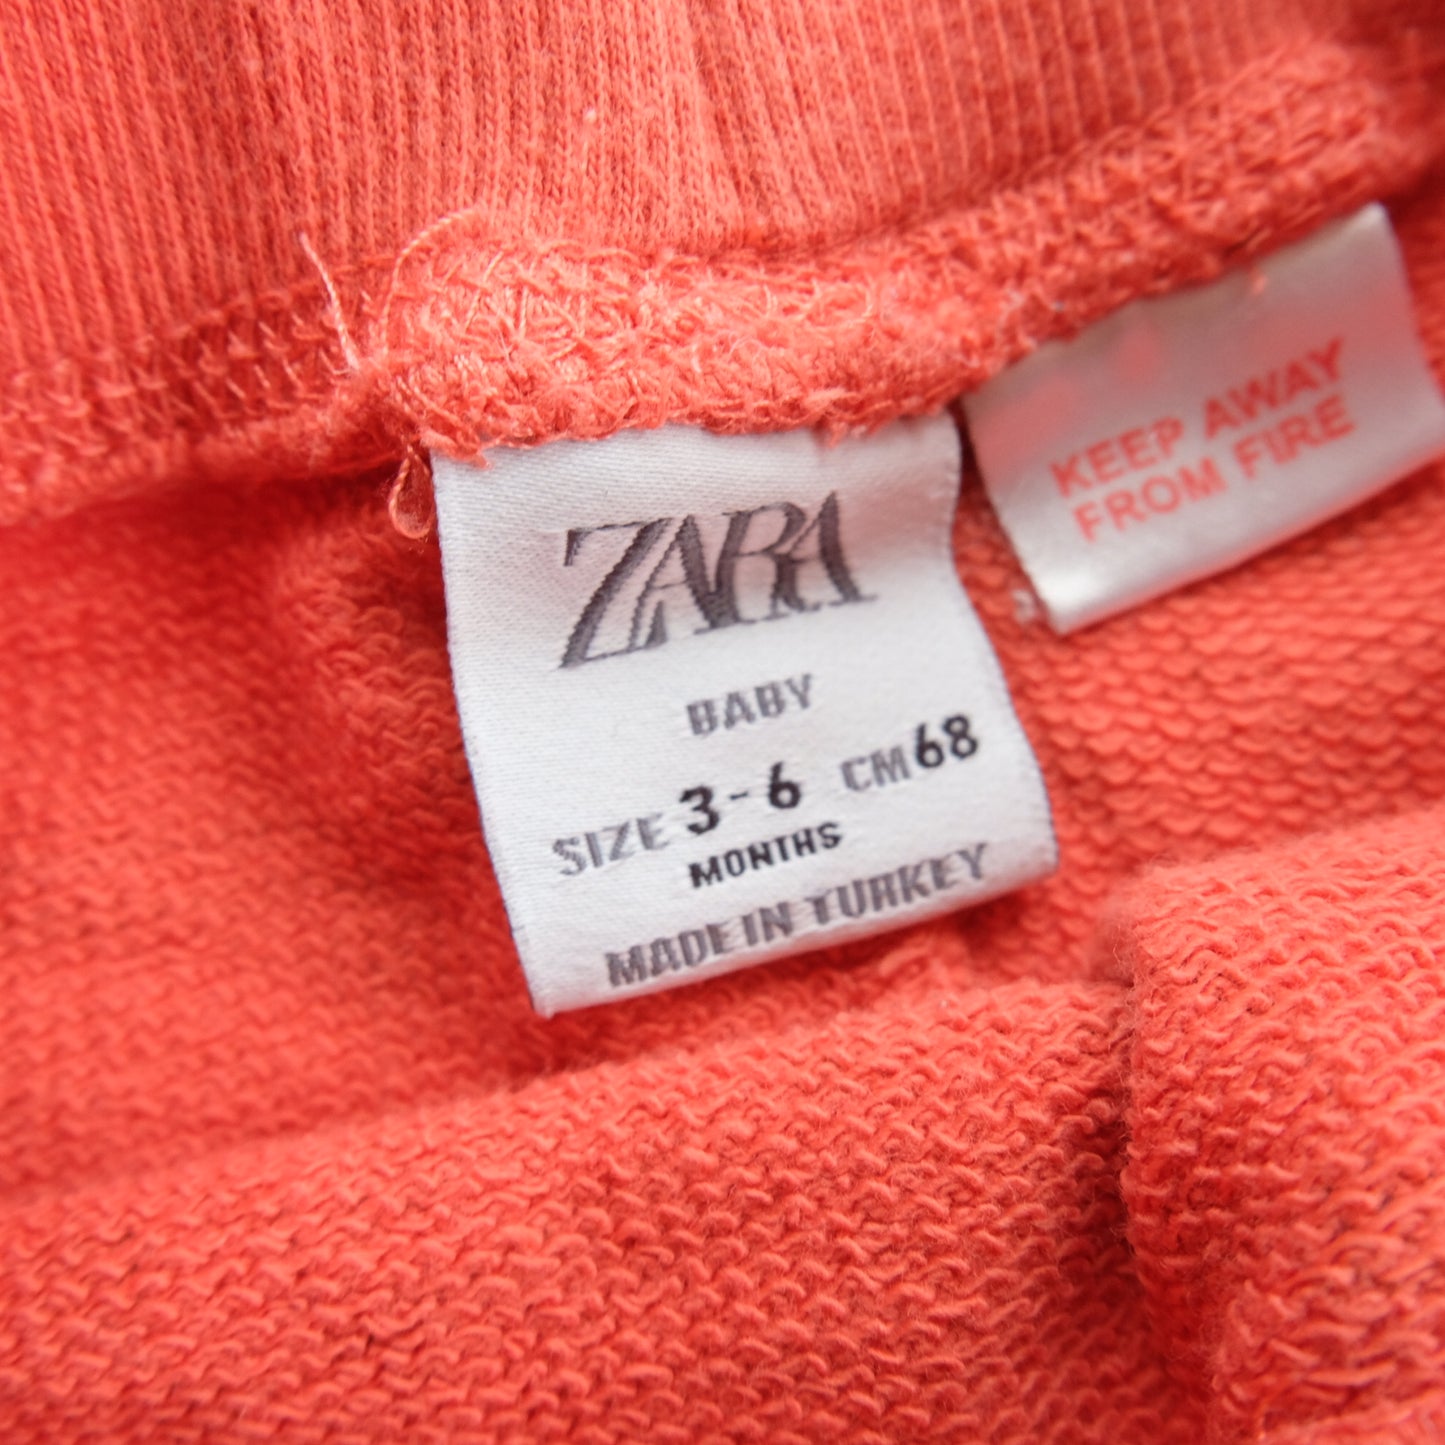 ZARA
BABY
SIZE 3-6 CM 68
MONTHS
MADE IN TURKEY
KEEP AWAY
FROM FIRE